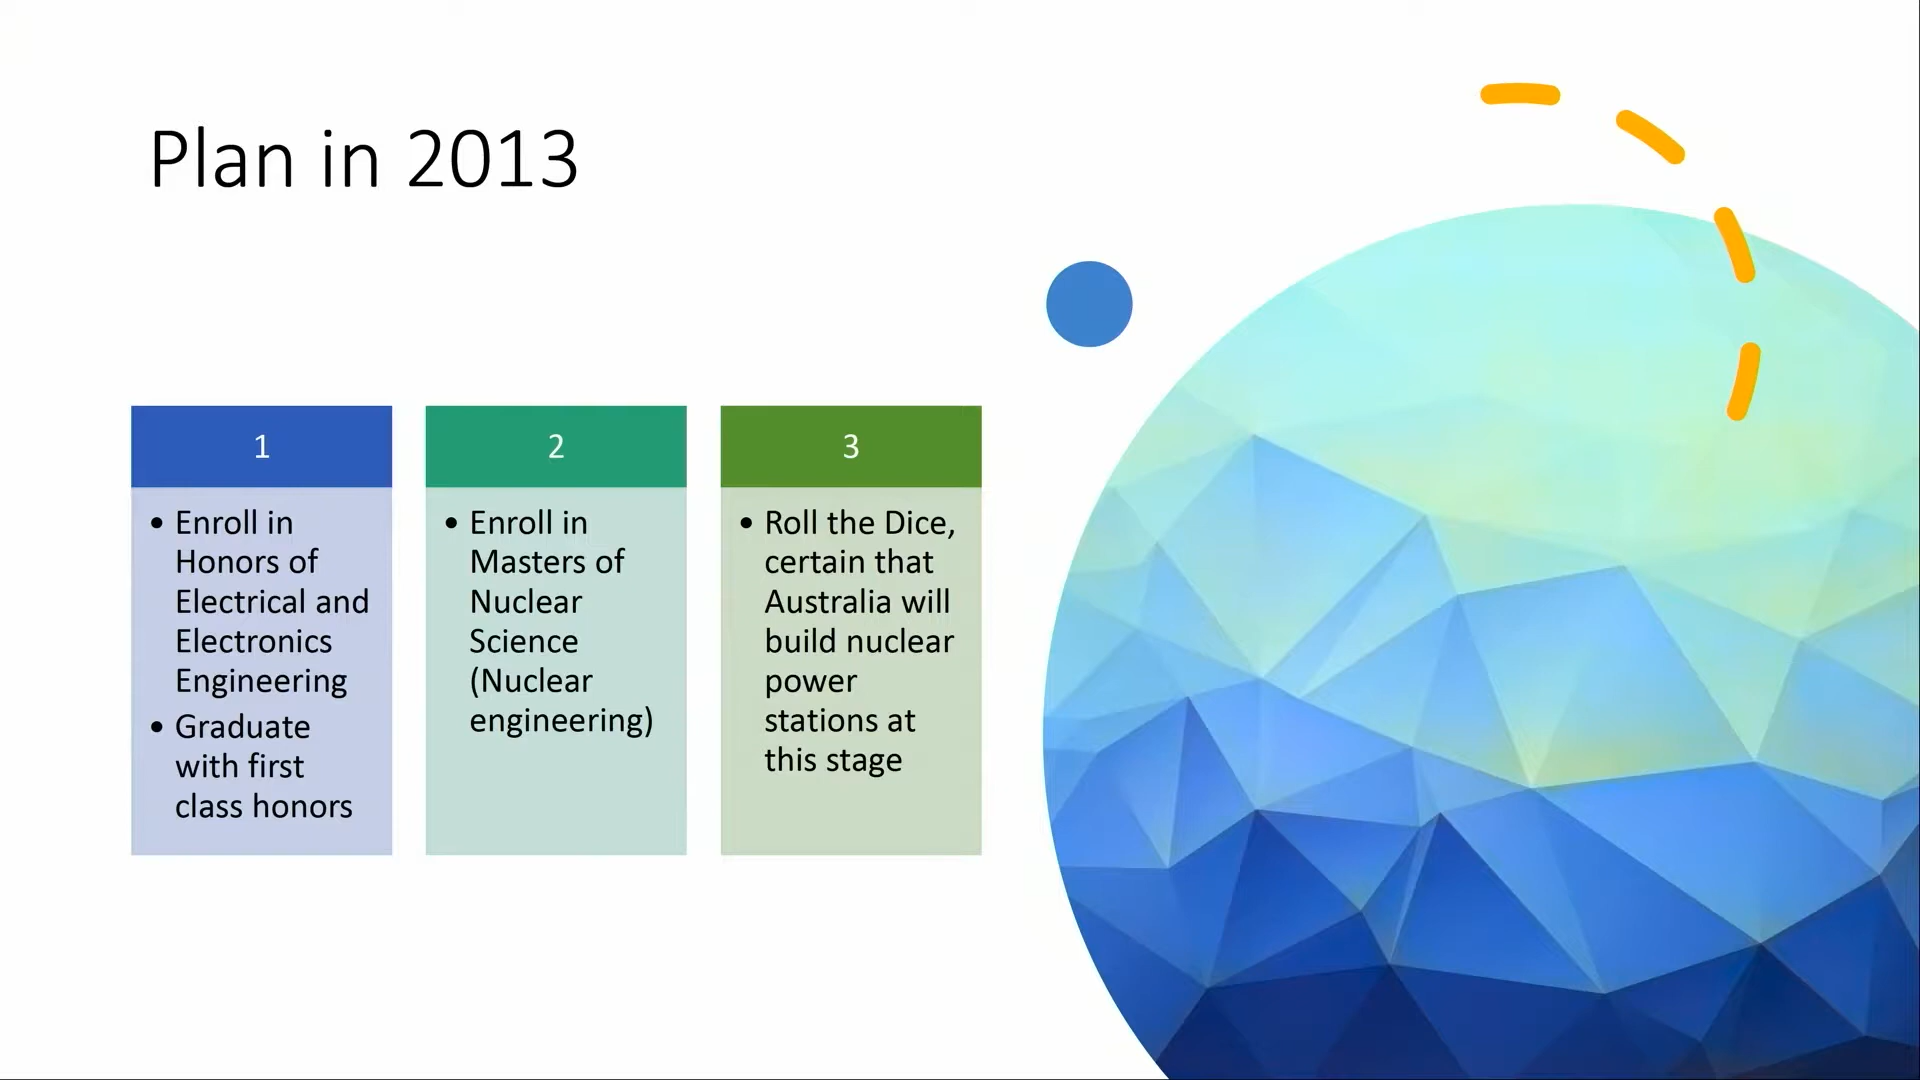 Plan in 2013
1
• Enroll in
Honors of
Electrical and
Electronics
Engineering
• Graduate
with first
class honors
2
• Enroll in
Masters of
Nuclear
Science
(Nuclear
engineering)
3
• Roll the Dice,
certain that
Australia will
build nuclear
power
stations at
this stage